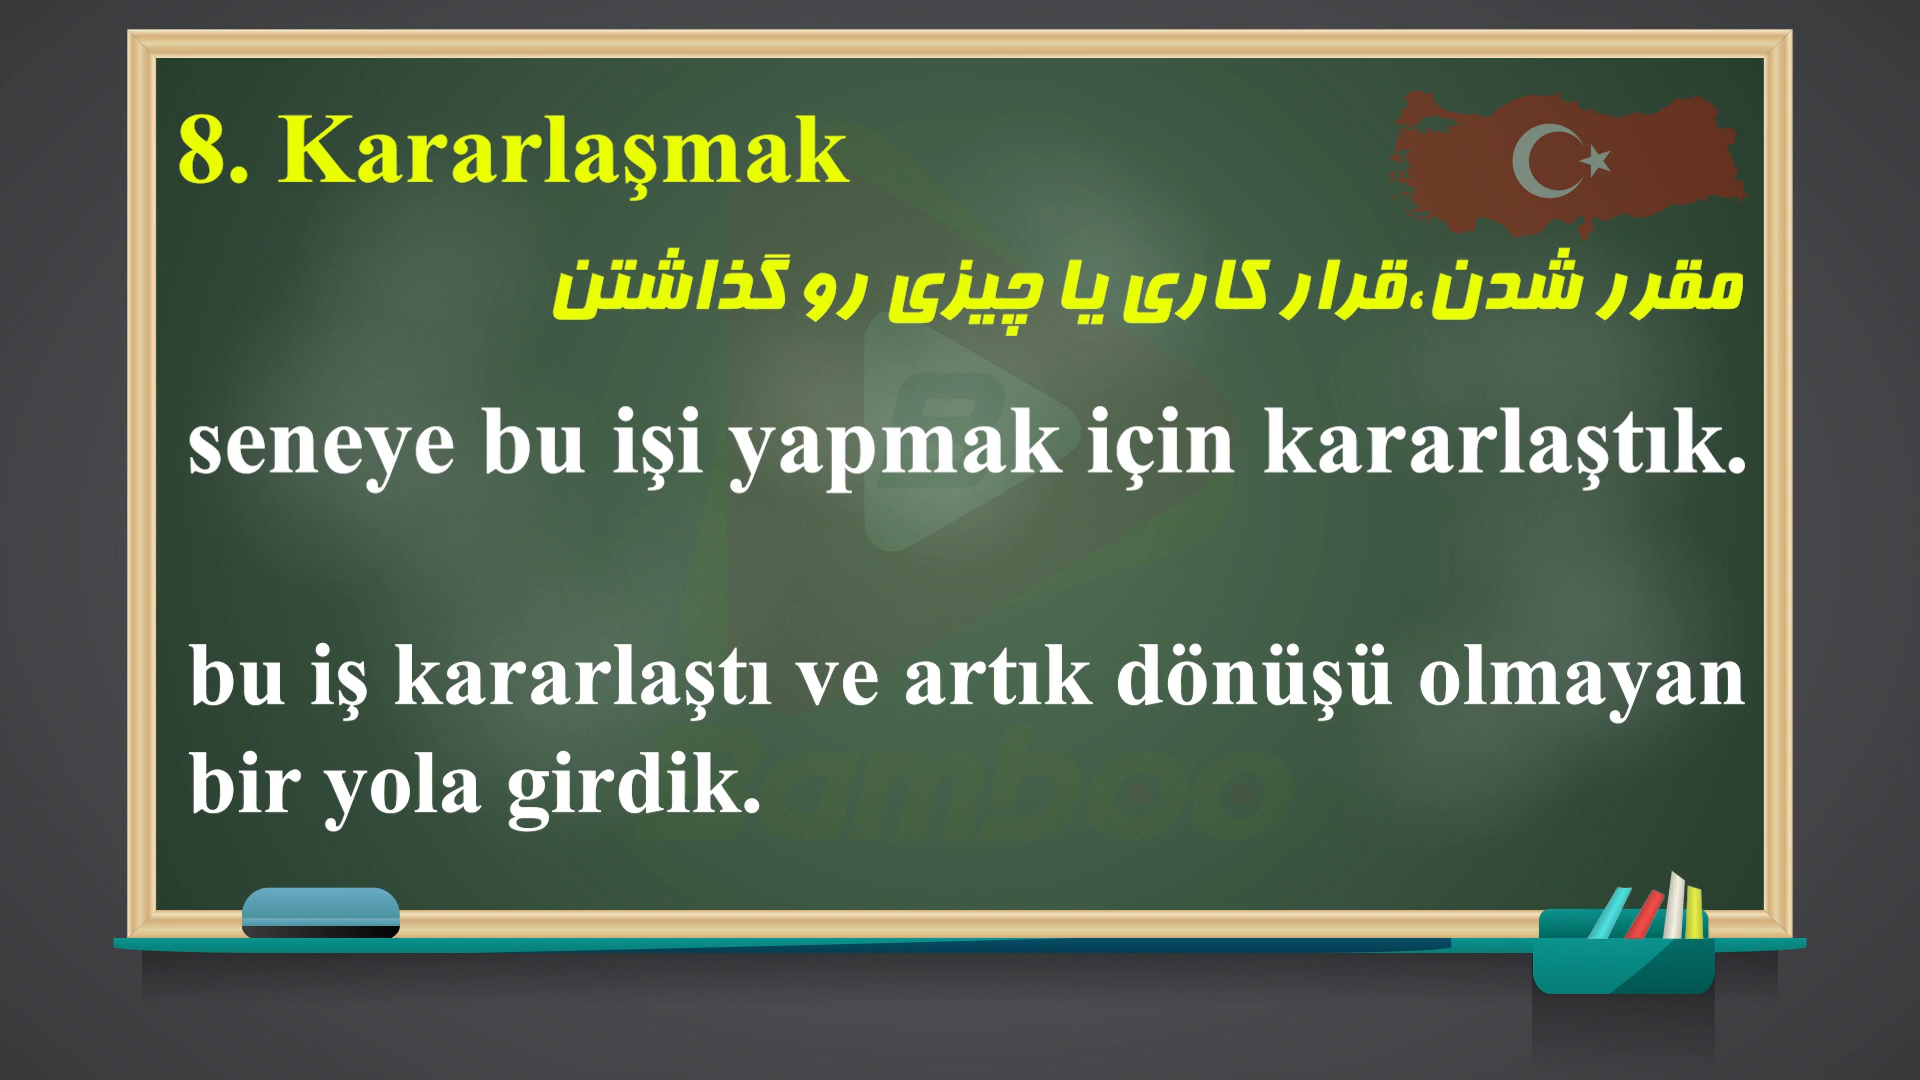 8. Kararlaşmak
مقرر شدن،قرار کاری یا چیزی رو گذاشتن
seneye bu işi yapmak için kararlaştık.
bu iş kararlaştı ve artık dönüşü olmayan
bir yola girdik.
Bamboo